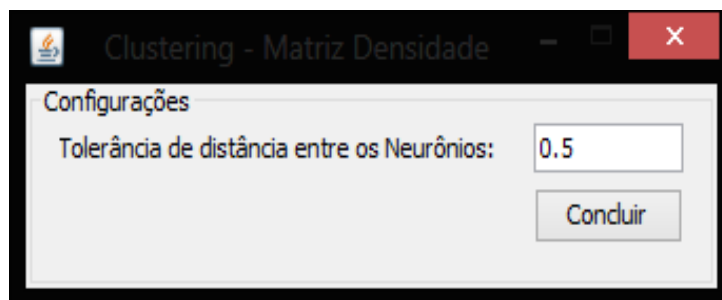 Clustering - Matriz Densidade
Configurações
Tolerância de distância entre os Neurônios: 0.5
Concluir